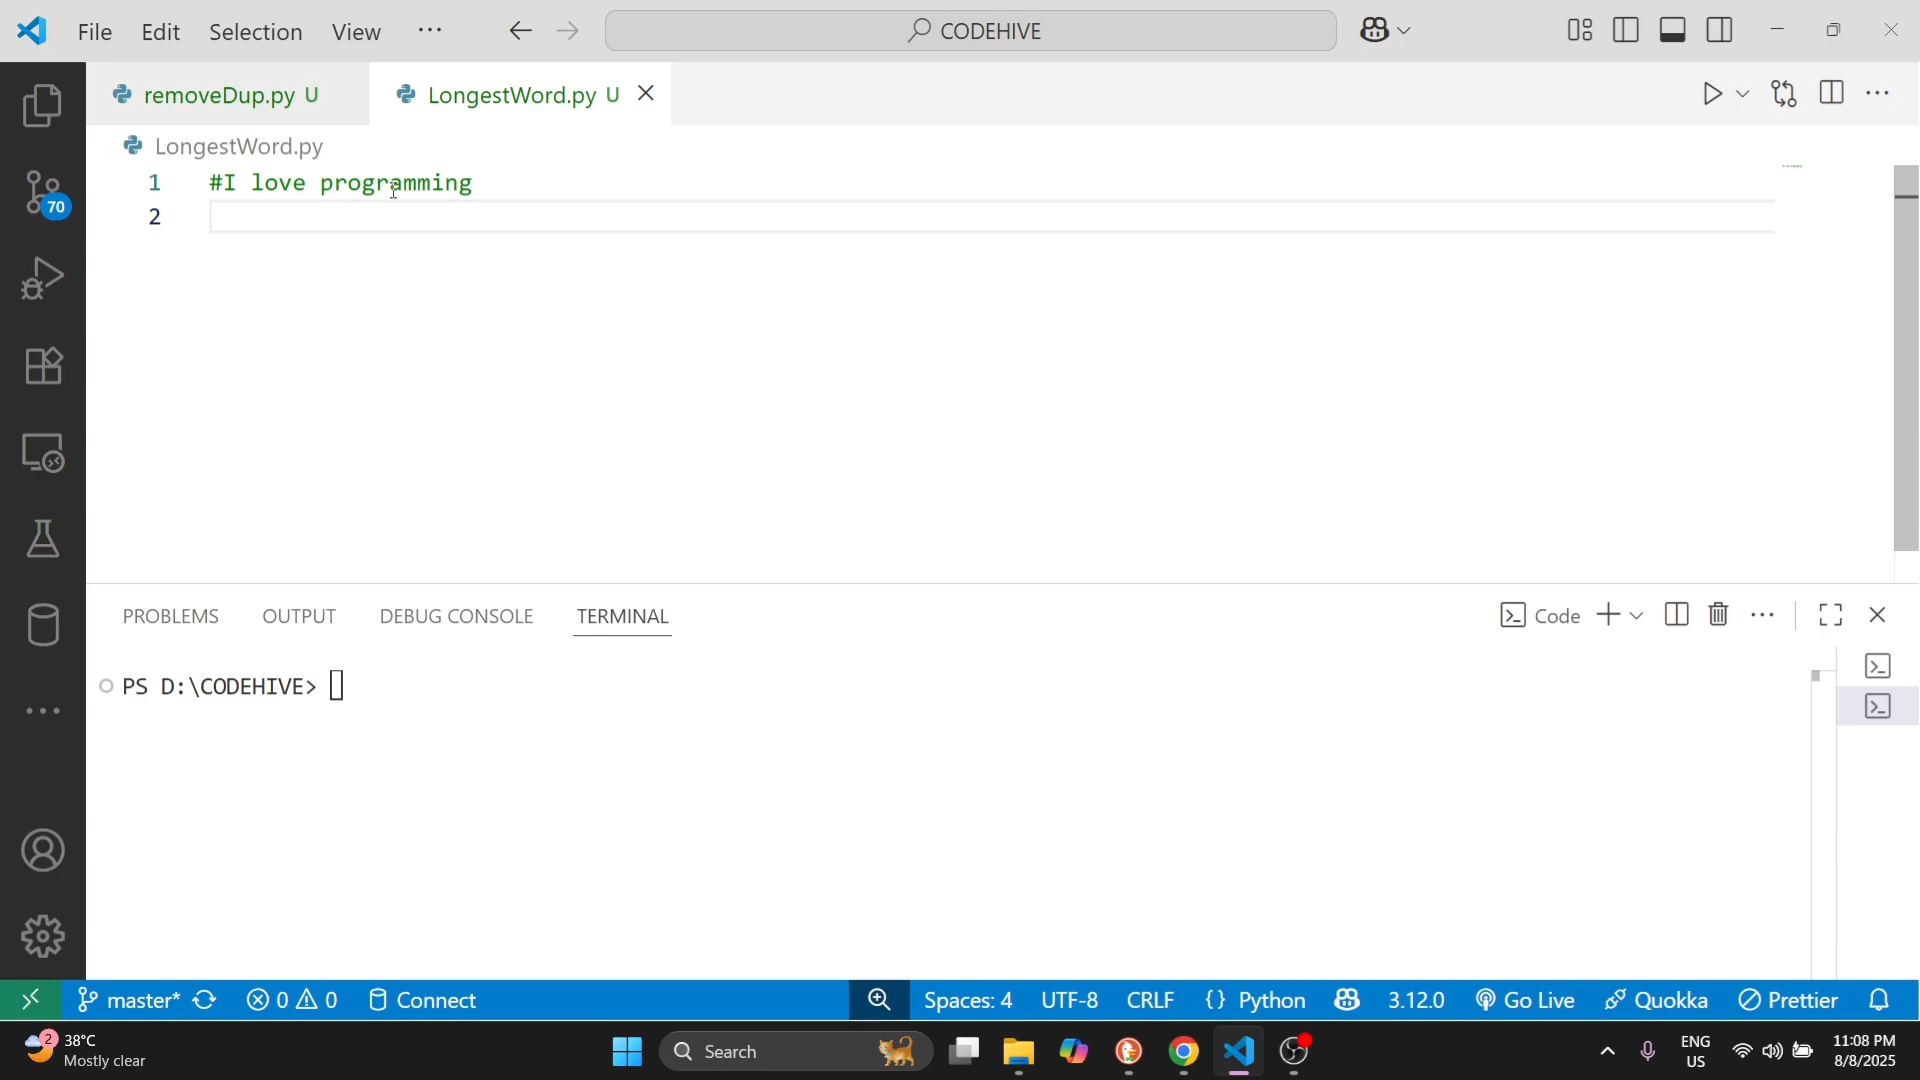 File Edit Selection View ··· CODEHIVE
removeDup.py U LongestWord.py U
LongestWord.py
1 #I love programming
2
PROBLEMS OUTPUT DEBUG CONSOLE TERMINAL Code
PS D:\CODEHIVE>
70
master* 0 0 Connect Spaces: 4 UTF-8 CRLF {} Python 3.12.0 Go Live Quokka Prettier
2 38°C
Mostly clear
Search
ENG
US
11:08 PM
8/8/2025